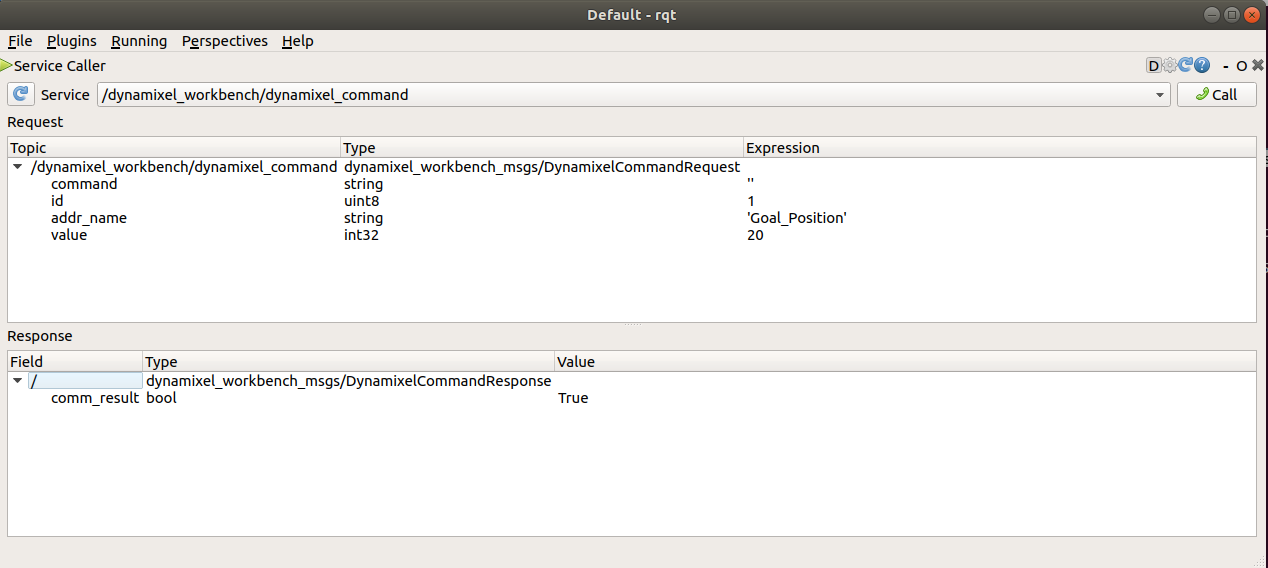 Default - rqt
File Plugins Running Perspectives Help
Service Caller D ? - O
Service /dynamixel_workbench/dynamixel_command Call
Request
Topic Type Expression
/dynamixel_workbench/dynamixel_command dynamixel_workbench_msgs/DynamixelCommandRequest
command string ''
id uint8 1
addr_name string 'Goal_Position'
value int32 20
Response
Field Type Value
/ dynamixel_workbench_msgs/DynamixelCommandResponse
comm_result bool True